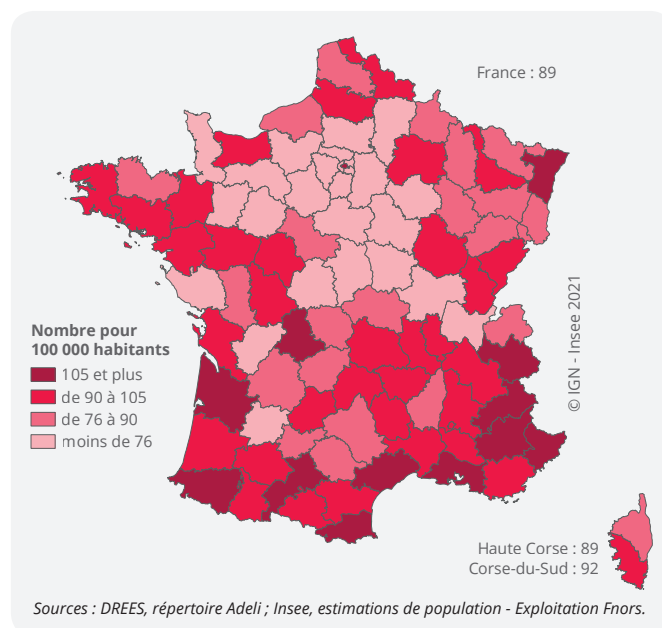 France : 89
© IGN - Insee 2021
Nombre pour
100 000 habitants
105 et plus
de 90 à 105
de 76 à 90
moins de 76
Haute Corse : 89
Corse-du-Sud : 92
Sources : DREES, répertoire Adeli ; Insee, estimations de population - Exploitation Fnors.